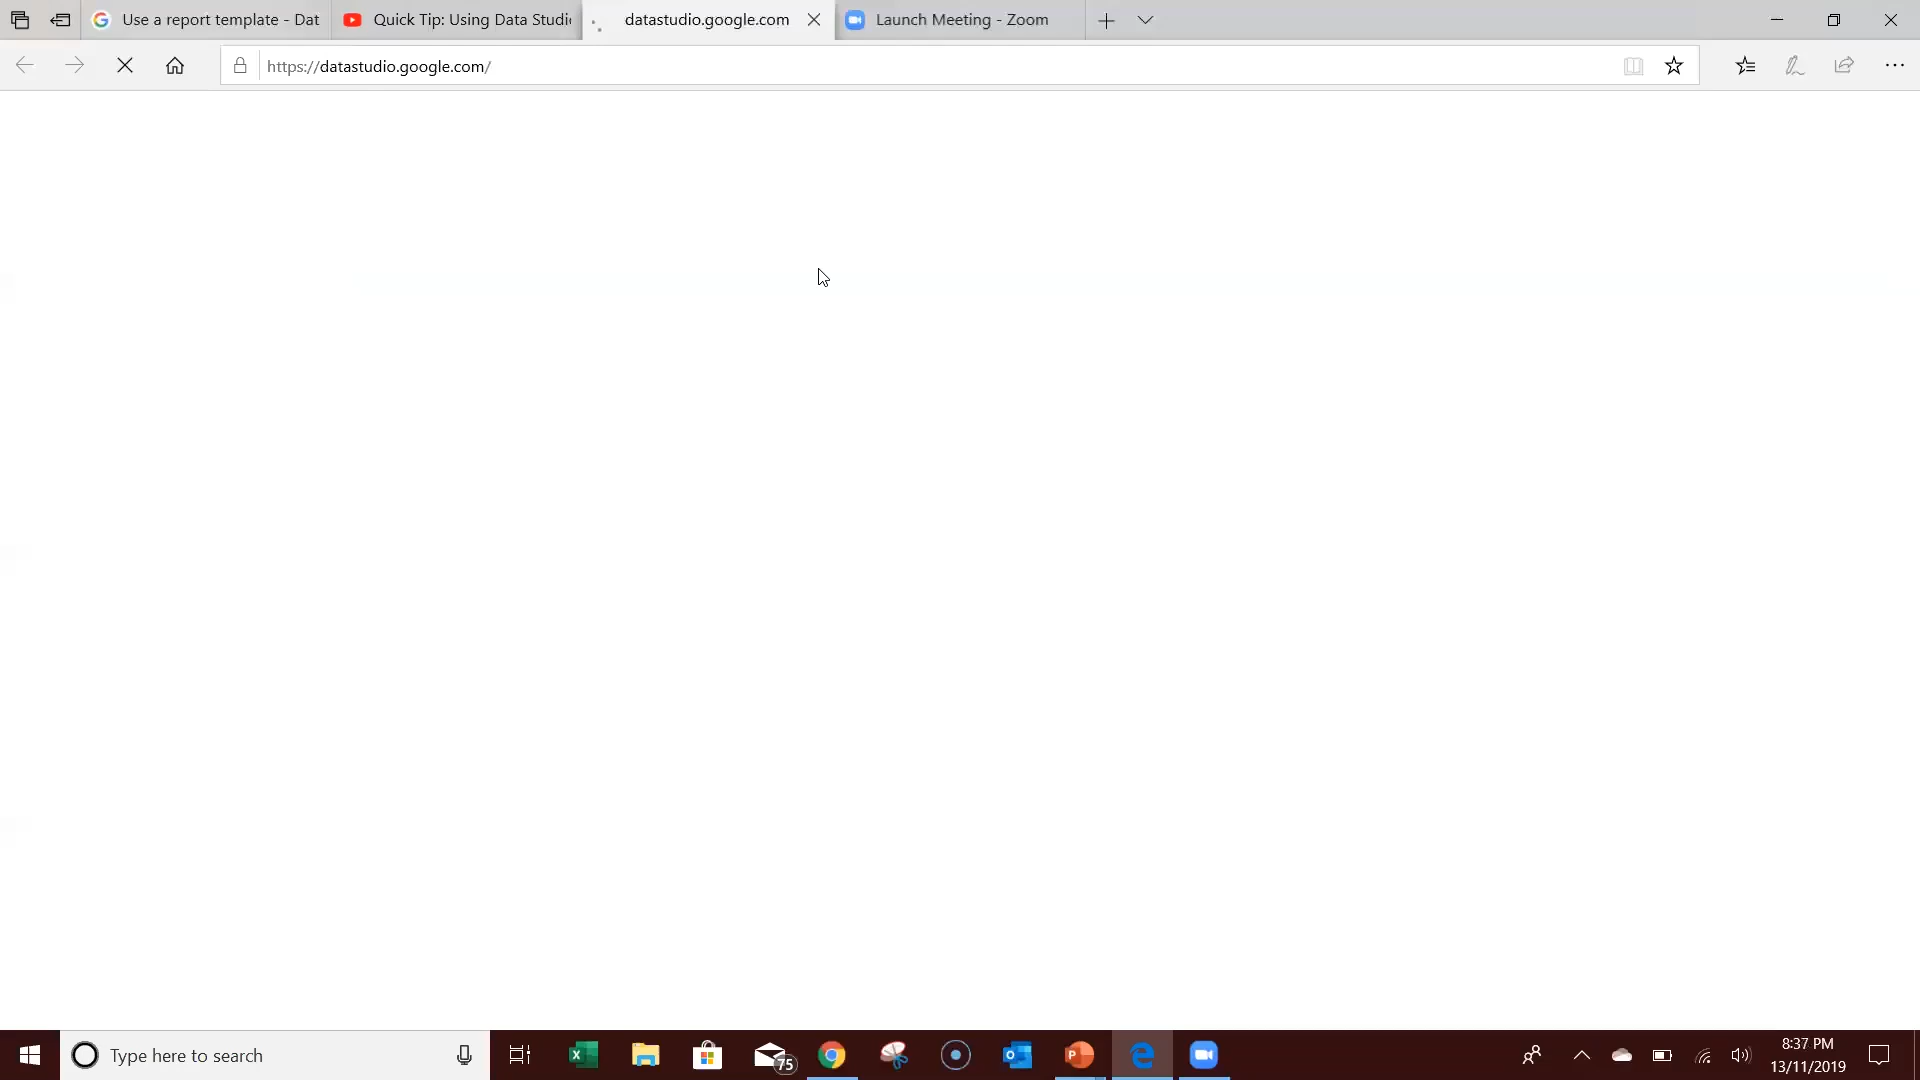 Use a report template - Dat
Quick Tip: Using Data Studi
datastudio.google.com
Launch Meeting - Zoom
https://datastudio.google.com/
Type here to search
75
8:37 PM
13/11/2019